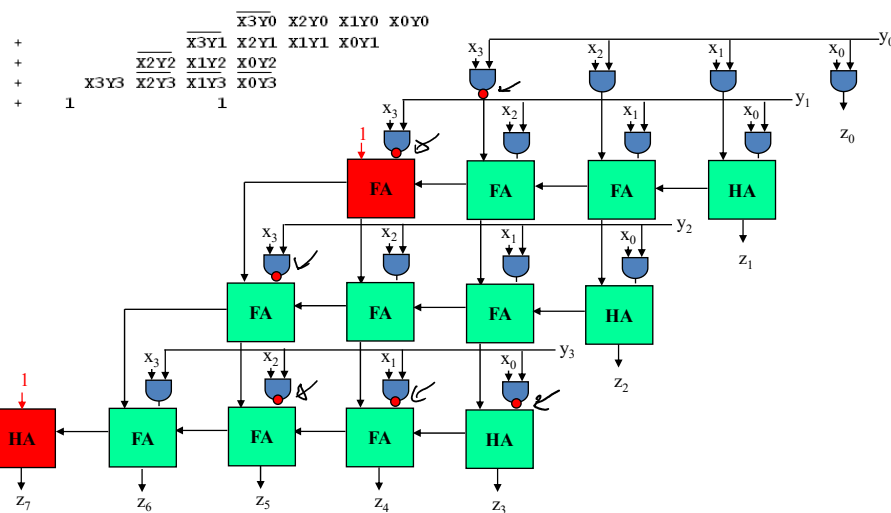 X3Y0 X2Y0 X1Y0 X0Y0
+ X3Y1 X2Y1 X1Y1 X0Y1
+ X2Y2 X1Y2 X0Y2
+ X3Y3 X2Y3 X1Y3 X0Y3
+ 1 1
x3 x2 x1 x0 y0
x3 x2 x1 x0 y1
z0
1
FA FA FA HA
z1
x3 x2 x1 x0 y2
FA FA FA HA
z2
x3 x2 x1 x0 y3
1
HA FA FA FA HA
z7 z6 z5 z4 z3